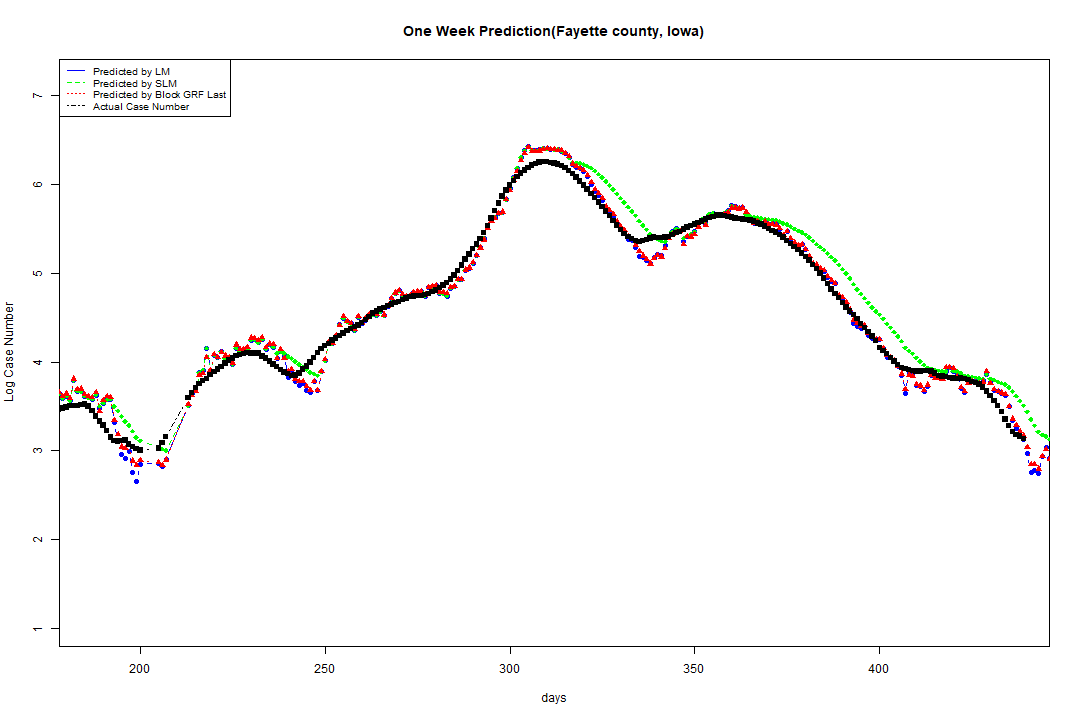 One Week Prediction(Fayette county, Iowa)
Predicted by LM
Predicted by SLM
Predicted by Block GRF Last
Actual Case Number
7
6
5
4
3
2
1
Log Case Number
200 250 300 350 400
days